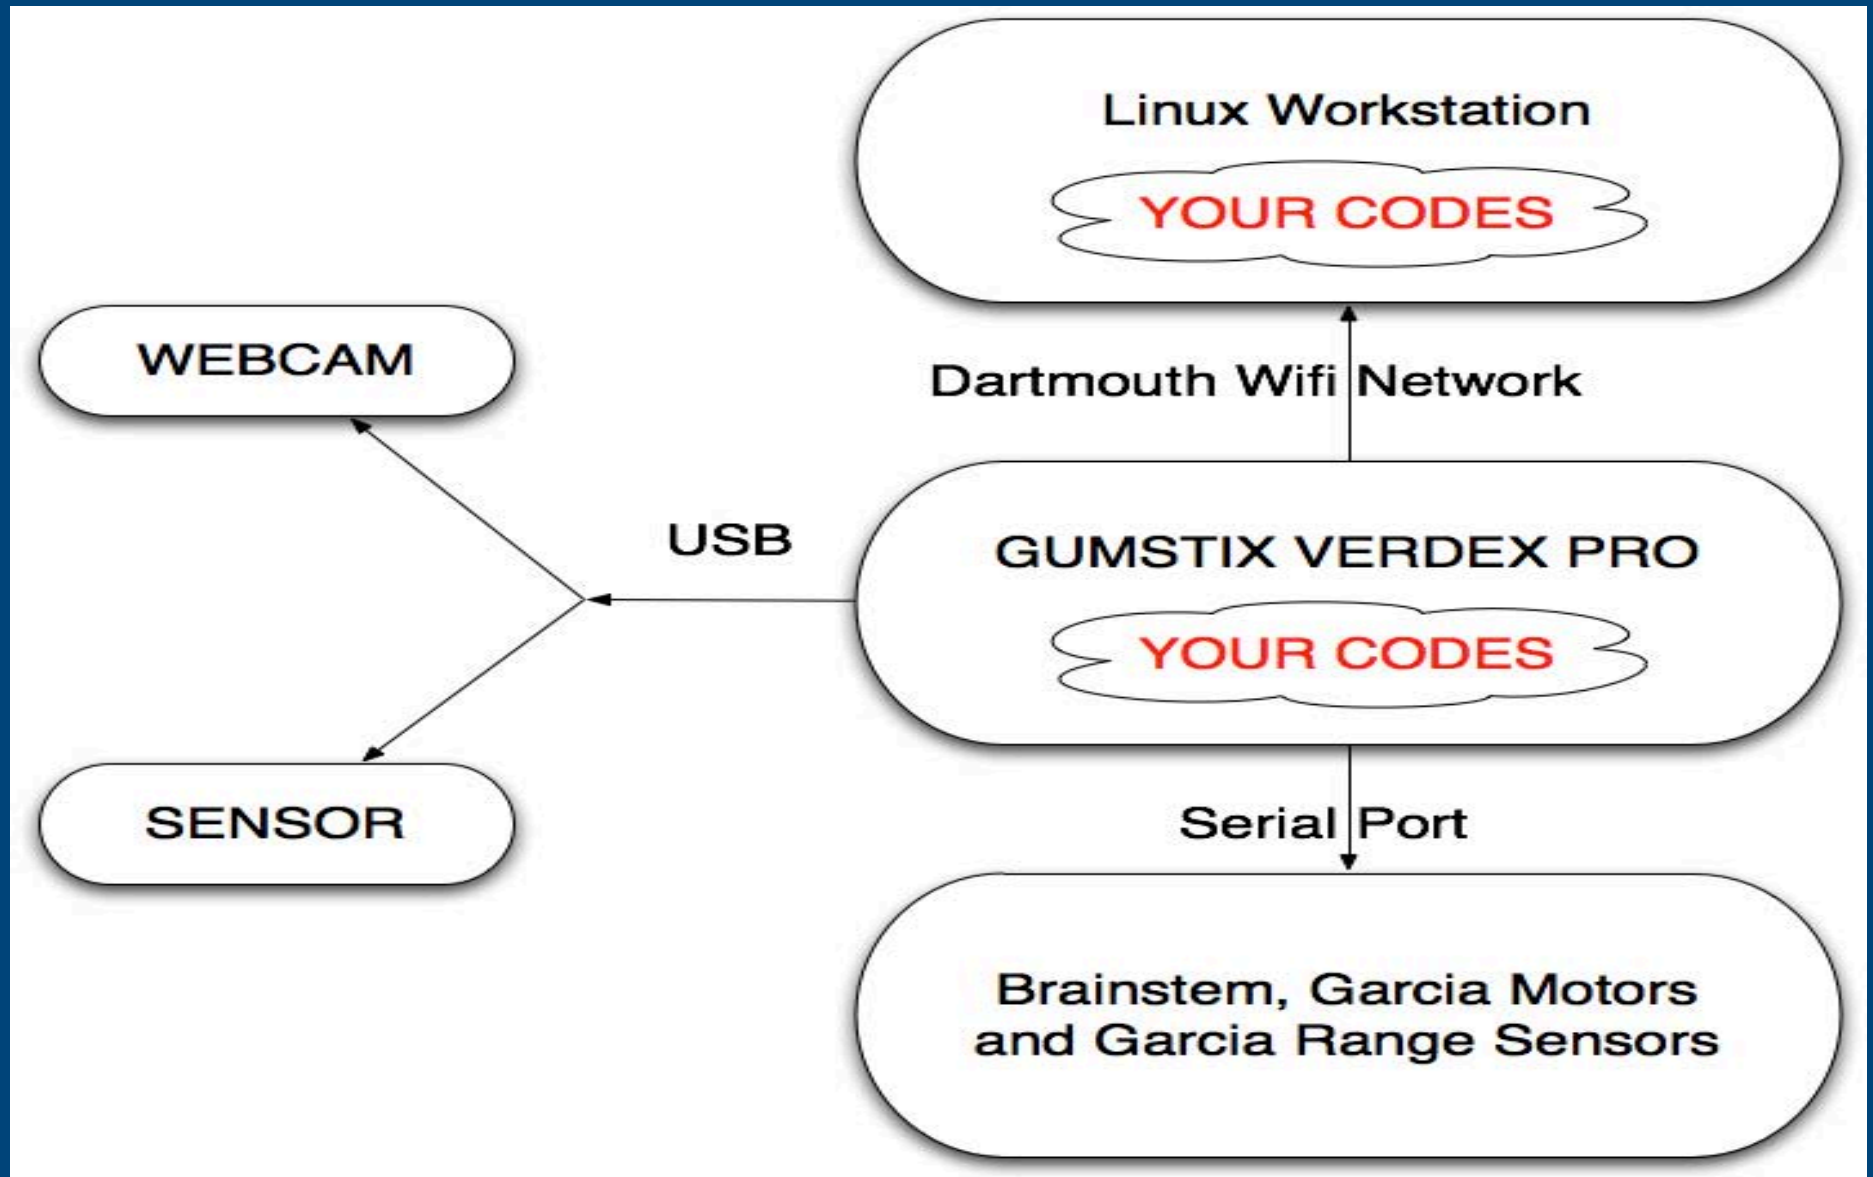 Linux Workstation
YOUR CODES
WEBCAM
Dartmouth Wifi Network
USB
GUMSTIX VERDEX PRO
YOUR CODES
SENSOR
Serial Port
Brainstem, Garcia Motors
and Garcia Range Sensors